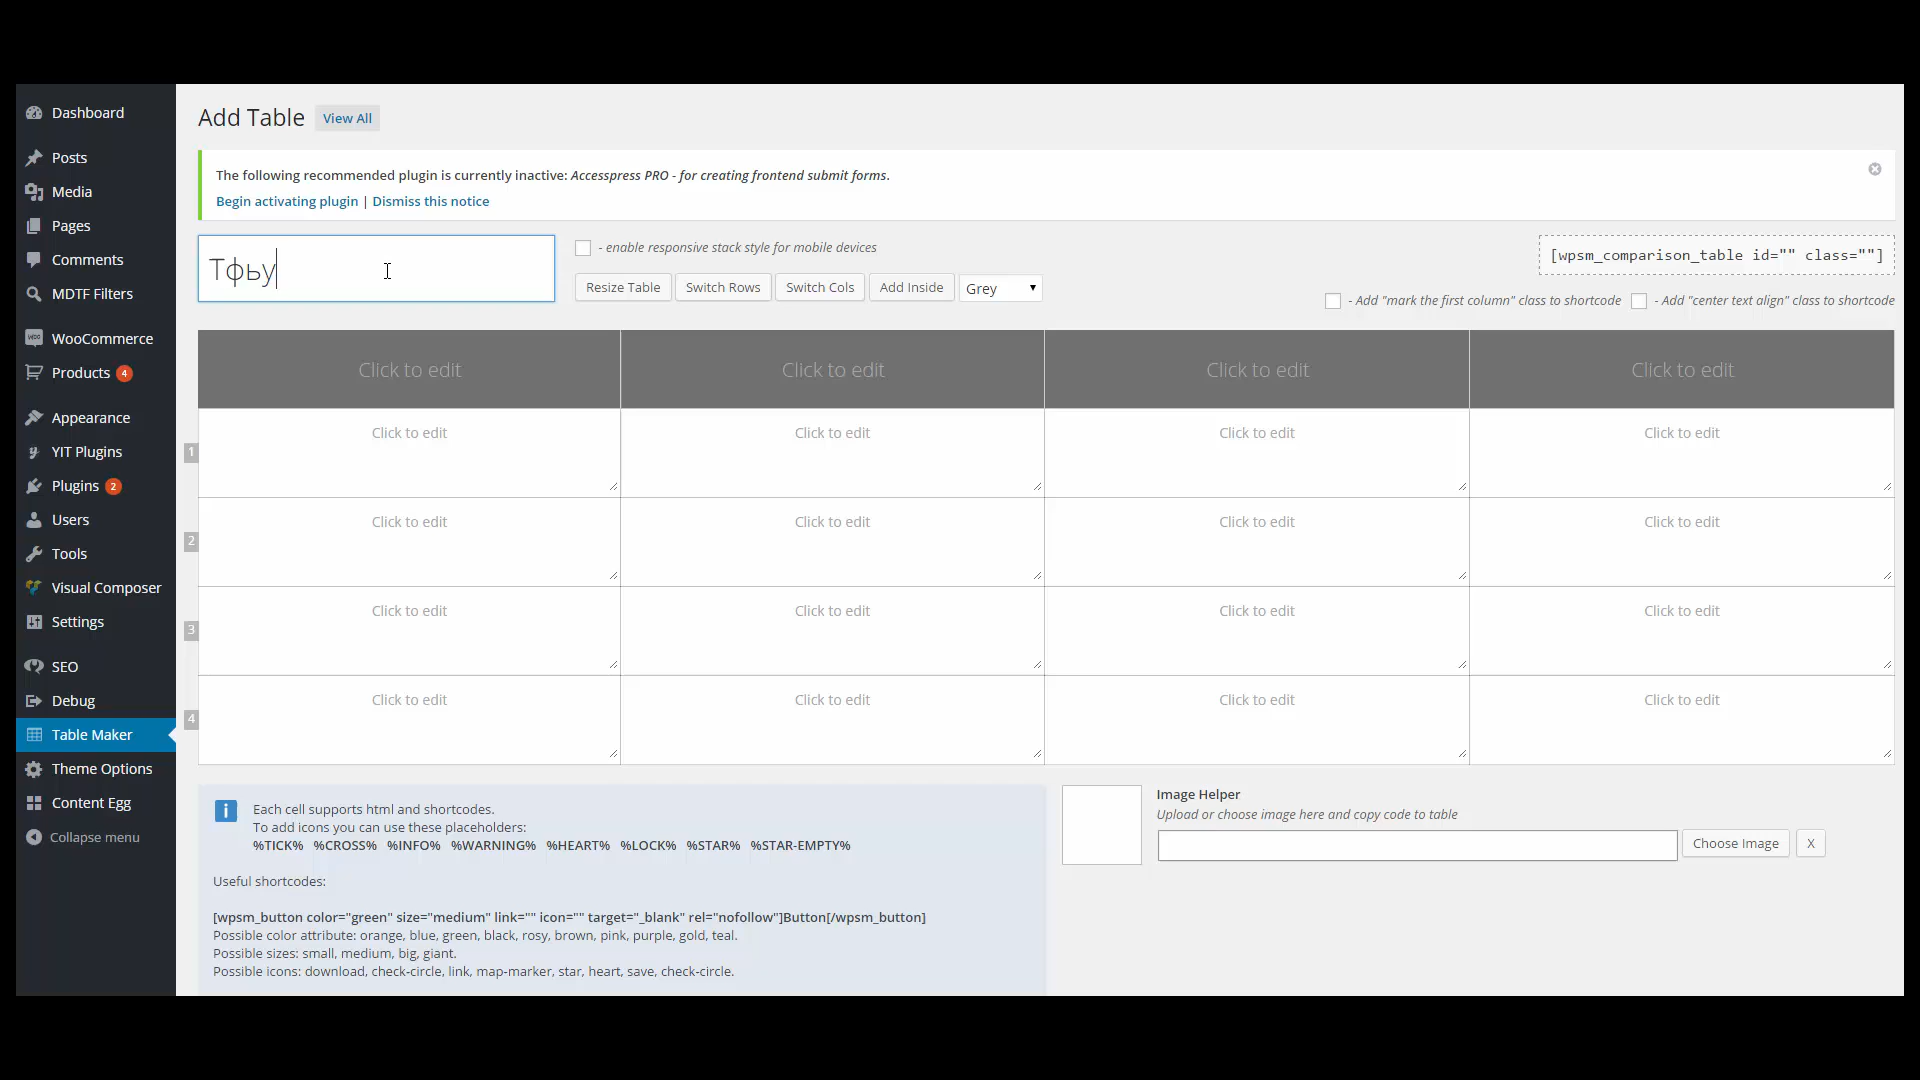 Dashboard
Posts
Media
Pages
Comments
MDTF Filters
WooCommerce
Products 4
Appearance
YIT Plugins
Plugins 2
Users
Tools
Visual Composer
Settings
SEO
Debug
Table Maker
Theme Options
Content Egg
Collapse menu
Add Table View All
The following recommended plugin is currently inactive: Accesspress PRO - for creating frontend submit forms.
Begin activating plugin | Dismiss this notice
Тфьу
- enable responsive stack style for mobile devices
Resize Table Switch Rows Switch Cols Add Inside Grey
[wpsm_comparison_table id="" class=""]
- Add "mark the first column" class to shortcode - Add "center text align" class to shortcode
Click to edit Click to edit Click to edit Click to edit
1 Click to edit Click to edit Click to edit Click to edit
2 Click to edit Click to edit Click to edit Click to edit
3 Click to edit Click to edit Click to edit Click to edit
4 Click to edit Click to edit Click to edit Click to edit
i Each cell supports html and shortcodes.
To add icons you can use these placeholders:
%TICK% %CROSS% %INFO% %WARNING% %HEART% %LOCK% %STAR% %STAR-EMPTY%
Useful shortcodes:
[wpsm_button color="green" size="medium" link="" icon="" target="_blank" rel="nofollow"]Button[/wpsm_button]
Possible color attribute: orange, blue, green, black, rosy, brown, pink, purple, gold, teal.
Possible sizes: small, medium, big, giant.
Possible icons: download, check-circle, link, map-marker, star, heart, save, check-circle.
Image Helper
Upload or choose image here and copy code to table
Choose Image X